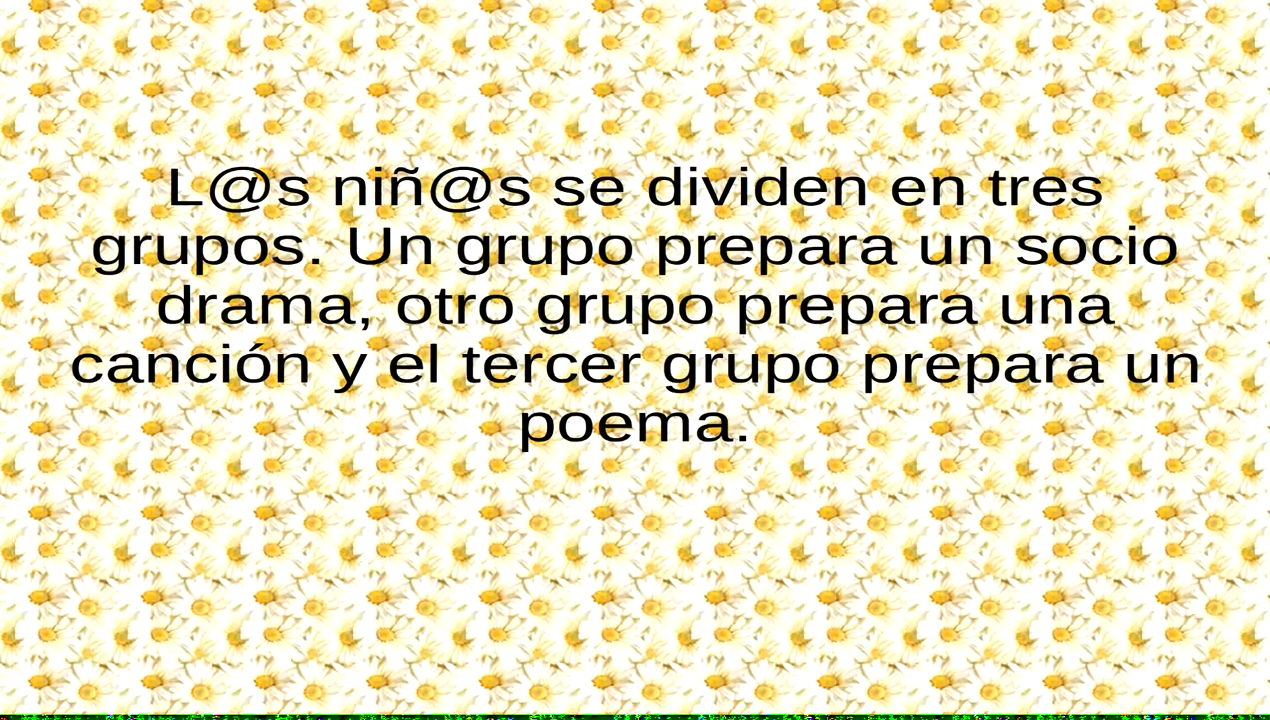 L@s niñ@s se dividen en tres
grupos. Un grupo prepara un socio
drama, otro grupo prepara una
canción y el tercer grupo prepara un
poema.